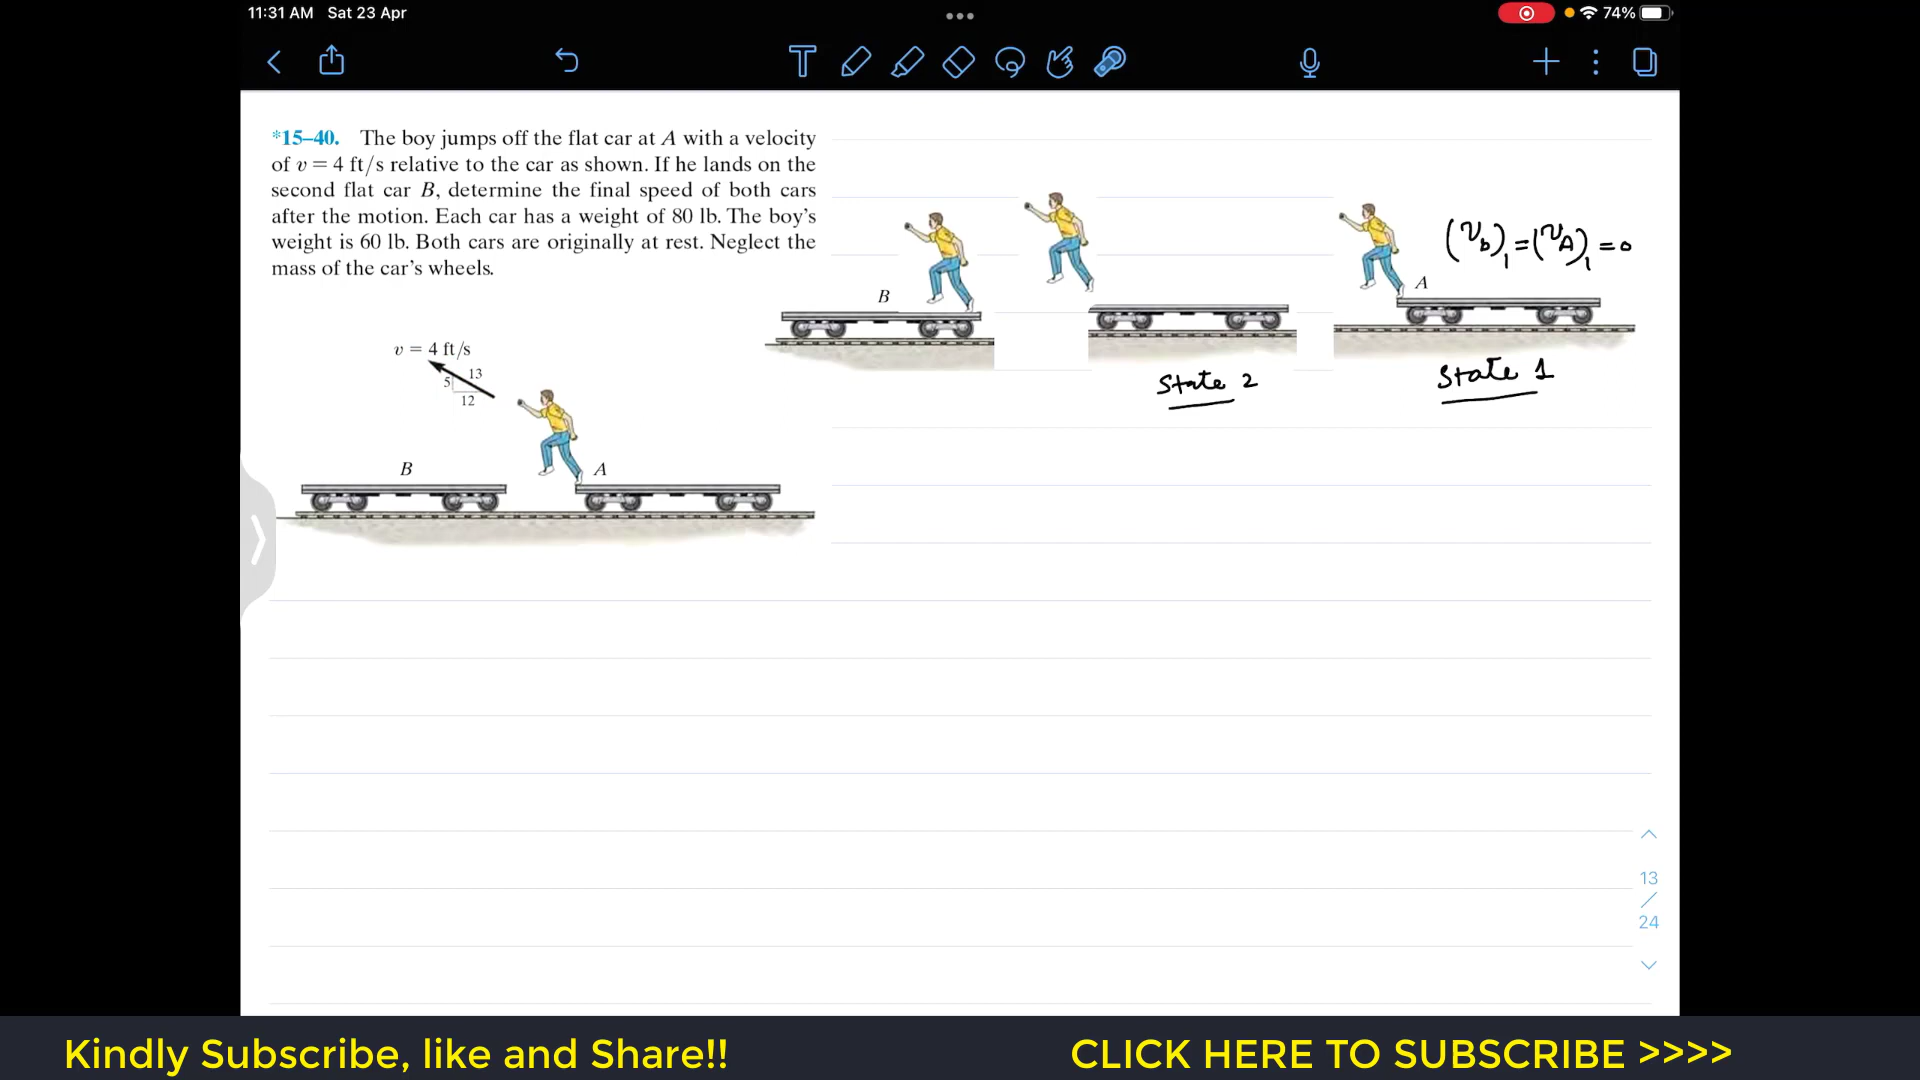 11:31 AM Sat 23 Apr
74%
*15–40. The boy jumps off the flat car at A with a velocity
of v = 4 ft/s relative to the car as shown. If he lands on the
second flat car B, determine the final speed of both cars
after the motion. Each car has a weight of 80 lb. The boy's
weight is 60 lb. Both cars are originally at rest. Neglect the
mass of the car's wheels.
v = 4 ft/s
13
5
12
B
A
B
A
(v_b)_1 = (v_A)_1 = 0
State 2
State 1
13
/
24
Kindly Subscribe, like and Share!!
CLICK HERE TO SUBSCRIBE >>>>